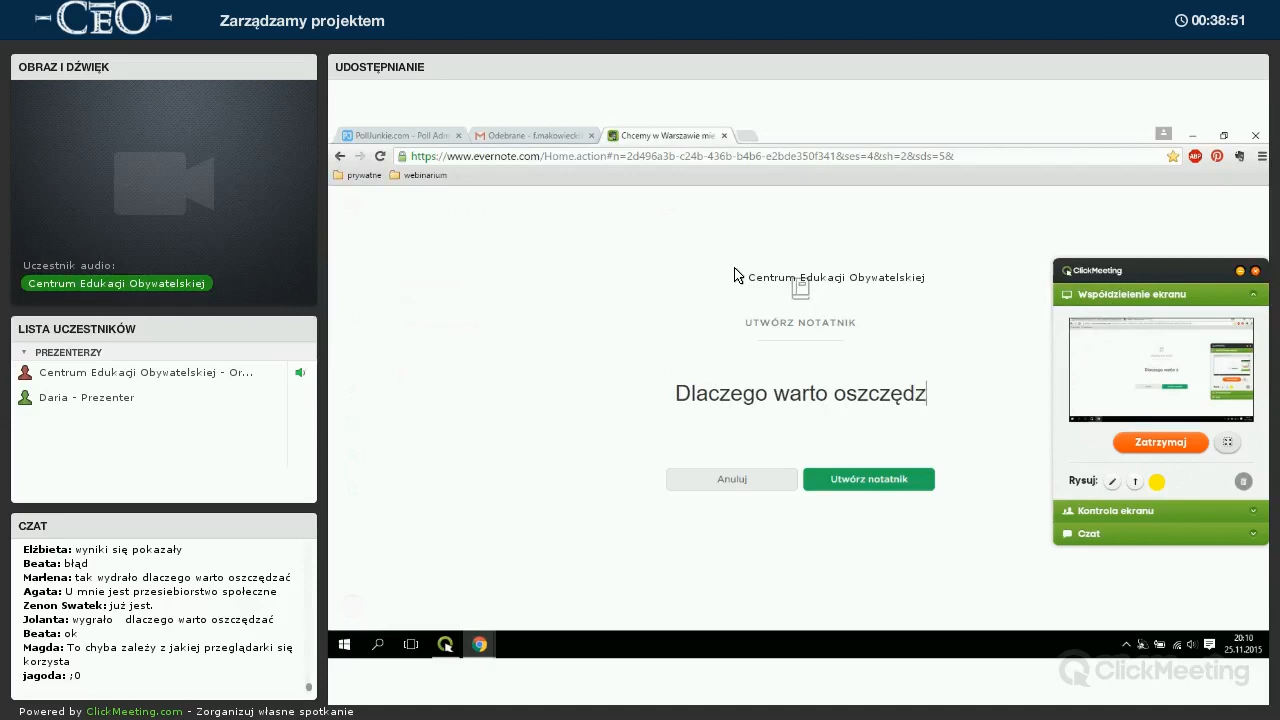 CEO
Zarządzamy projektem
00:38:51
OBRAZ I DŹWIĘK
Uczestnik audio:
Centrum Edukacji Obywatelskiej
LISTA UCZESTNIKÓW
PREZENTERZY
Centrum Edukacji Obywatelskiej - Or...
Daria - Prezenter
CZAT
Elżbieta: wyniki się pokazały
Beata: błąd
Marlena: tak wydrało dlaczego warto oszczędzać
Agata: U mnie jest przesiebiorstwo społeczne
Zenon Swatek: już jest.
Jolanta: wygrało dlaczego warto oszczędzać
Beata: ok
Magda: To chyba zależy z jakiej przeglądarki się
korzysta
jagoda: ;0
UDOSTĘPNIANIE
PollJunkie.com - Poll Adm
Odebrane - f.makowiecki
Chcemy w Warszawie mie
https://www.evernote.com/Home.action#n=2d496a3b-c24b-436b-b4b6-e2bde350f341&ses=4&sh=2&sds=5&
ABP
prywatne
webinarium
Centrum Edukacji Obywatelskiej
UTWÓRZ NOTATNIK
Dlaczego warto oszczędz
Anuluj
Utwórz notatnik
ClickMeeting
Współdzielenie ekranu
Zatrzymaj
Rysuj:
Kontrola ekranu
Czat
20:10
25.11.2015
ClickMeeting
Powered by ClickMeeting.com - Zorganizuj własne spotkanie